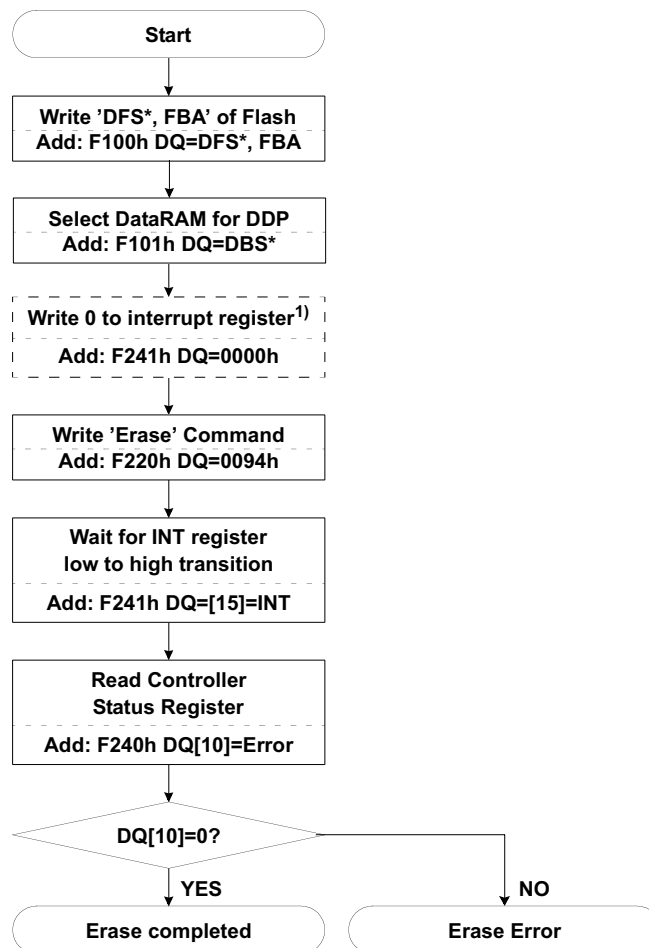 Start
Write 'DFS*, FBA' of Flash
Add: F100h DQ=DFS*, FBA
Select DataRAM for DDP
Add: F101h DQ=DBS*
Write 0 to interrupt register1)
Add: F241h DQ=0000h
Write 'Erase' Command
Add: F220h DQ=0094h
Wait for INT register
low to high transition
Add: F241h DQ=[15]=INT
Read Controller
Status Register
Add: F240h DQ[10]=Error
DQ[10]=0?
YES
NO
Erase completed
Erase Error